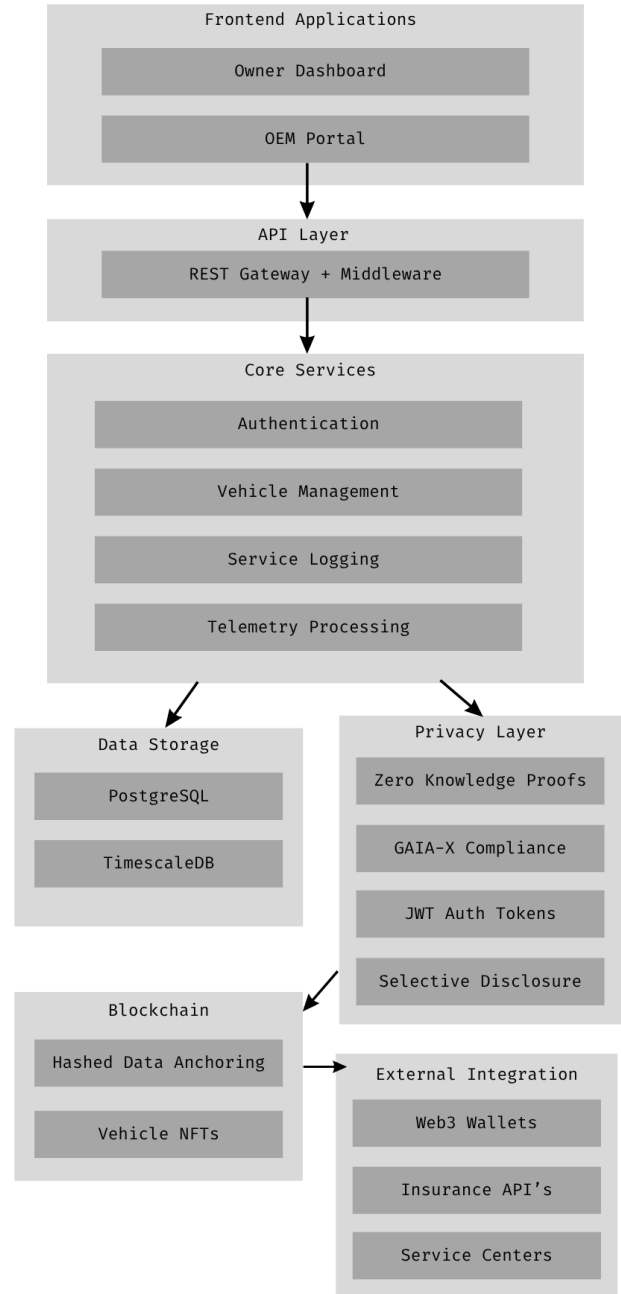 Frontend Applications
Owner Dashboard
OEM Portal
API Layer
REST Gateway + Middleware
Core Services
Authentication
Vehicle Management
Service Logging
Telemetry Processing
Data Storage
PostgreSQL
TimescaleDB
Privacy Layer
Zero Knowledge Proofs
GAIA-X Compliance
JWT Auth Tokens
Selective Disclosure
Blockchain
Hashed Data Anchoring
Vehicle NFTs
External Integration
Web3 Wallets
Insurance API’s
Service Centers